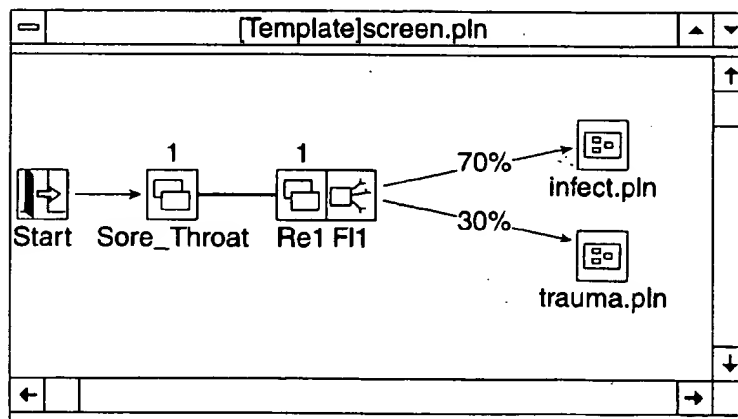 [Template]screen.pln
1
1
70%
infect.pln
Start
Sore_Throat
Re1 Fl1
30%
trauma.pln